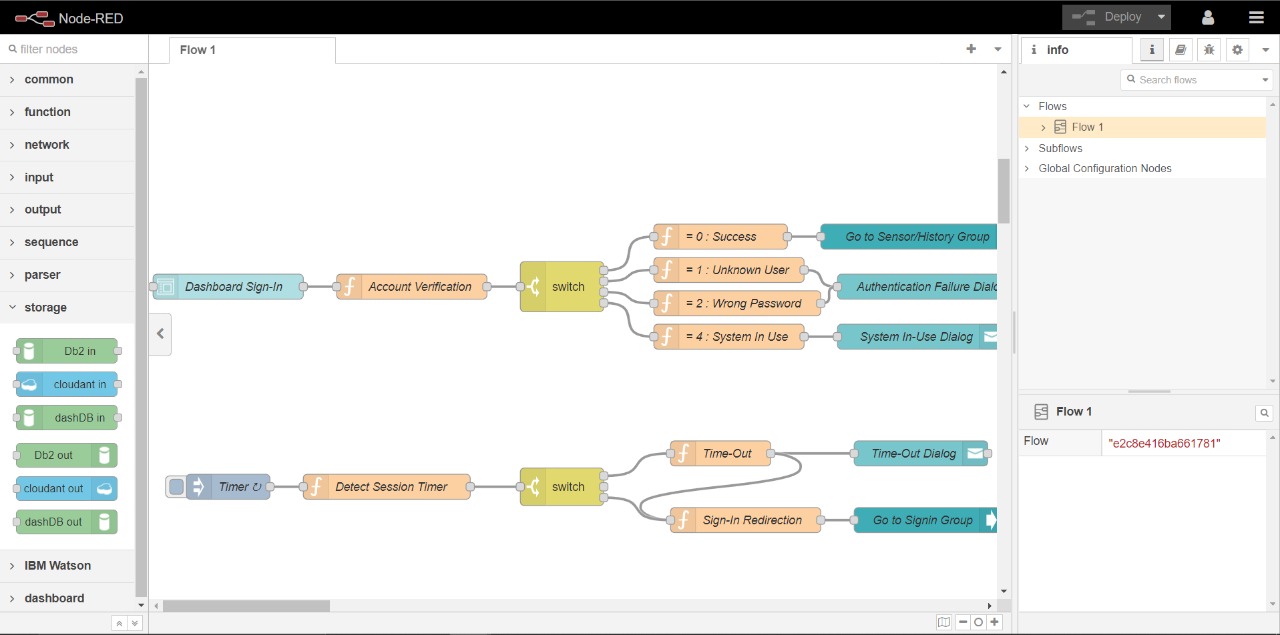 Node-RED
Deploy
filter nodes
Flow 1
info
common
function
network
input
output
sequence
parser
storage
Db2 in
cloudant in
dashDB in
Db2 out
cloudant out
dashDB out
IBM Watson
dashboard
Dashboard Sign-In
Account Verification
switch
= 0 : Success
= 1 : Unknown User
= 2 : Wrong Password
= 4 : System In Use
Go to Sensor/History Group
Authentication Failure Dialo
System In-Use Dialog
Timer ↻
Detect Session Timer
switch
Time-Out
Sign-In Redirection
Time-Out Dialog
Go to SignIn Group
Search flows
Flows
Flow 1
Subflows
Global Configuration Nodes
Flow 1
Flow "e2c8e416ba661781"